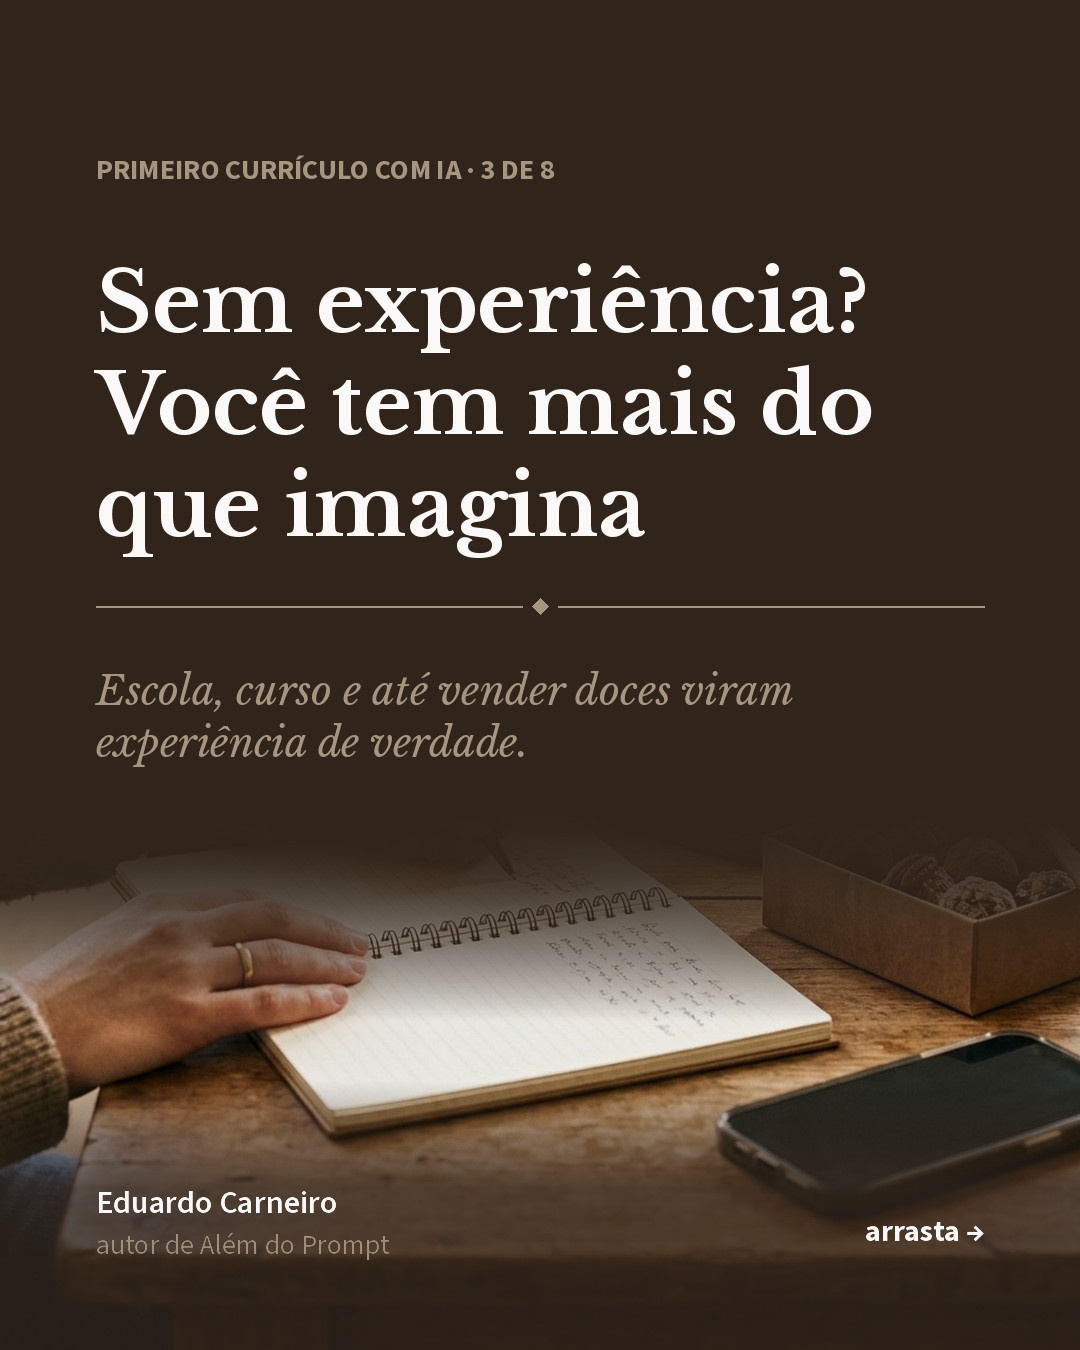 PRIMEIRO CURRÍCULO COM IA · 3 DE 8
Sem experiência?
Você tem mais do
que imagina
Escola, curso e até vender doces viram
experiência de verdade.
Eduardo Carneiro
autor de Além do Prompt
arrasta →